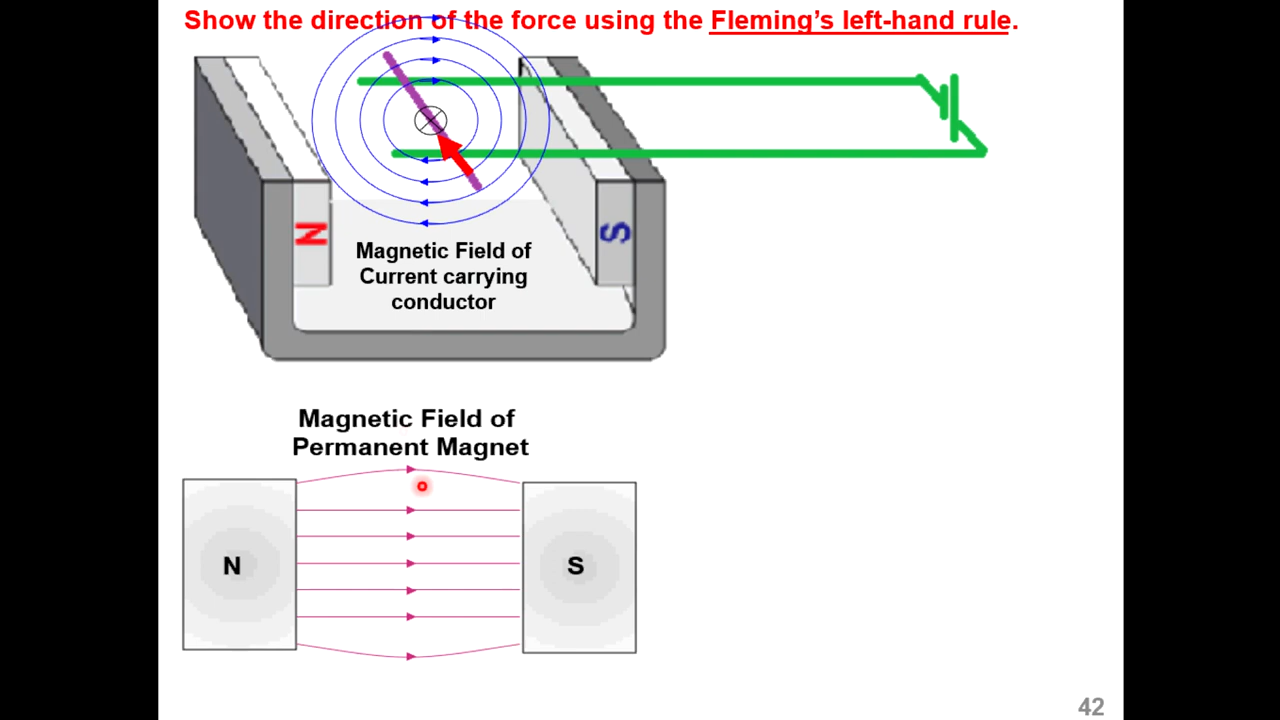 Show the direction of the force using the Fleming's left-hand rule.
N
S
Magnetic Field of
Current carrying
conductor
Magnetic Field of
Permanent Magnet
N
S
42